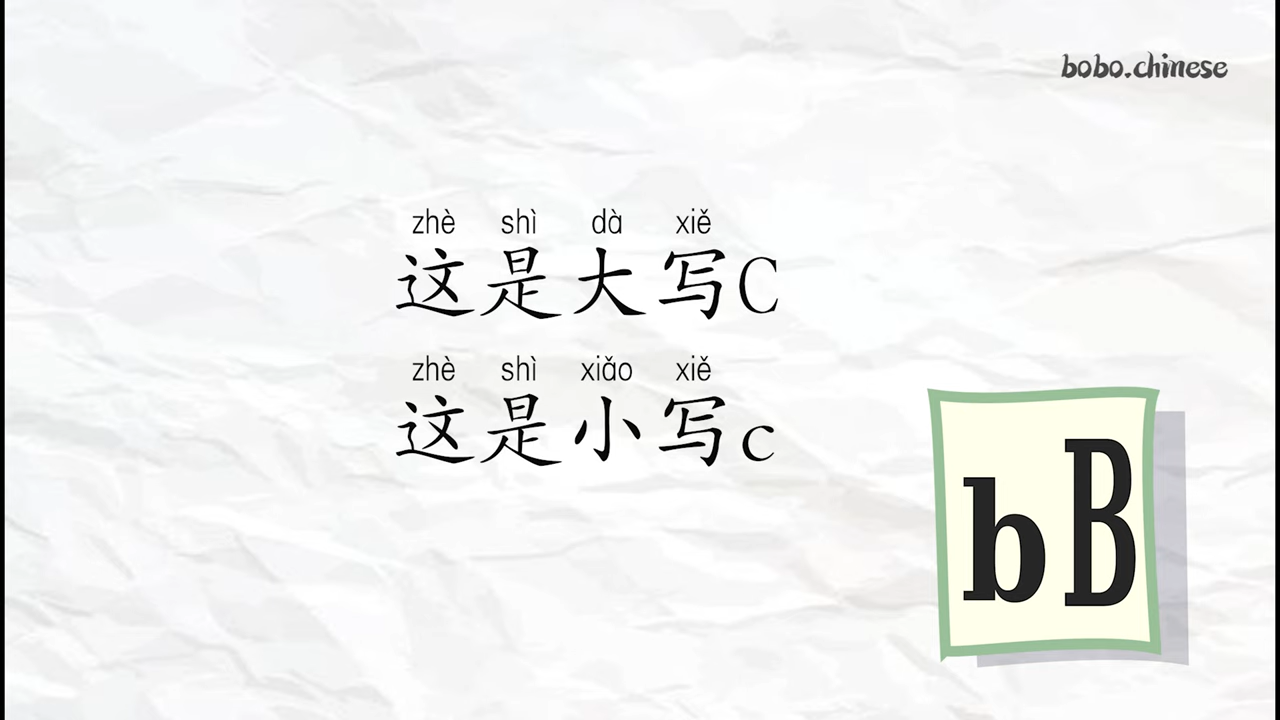 bobo.chinese
zhè shì dà xiě
这是大写C
zhè shì xiǎo xiě
这是小写c
b B